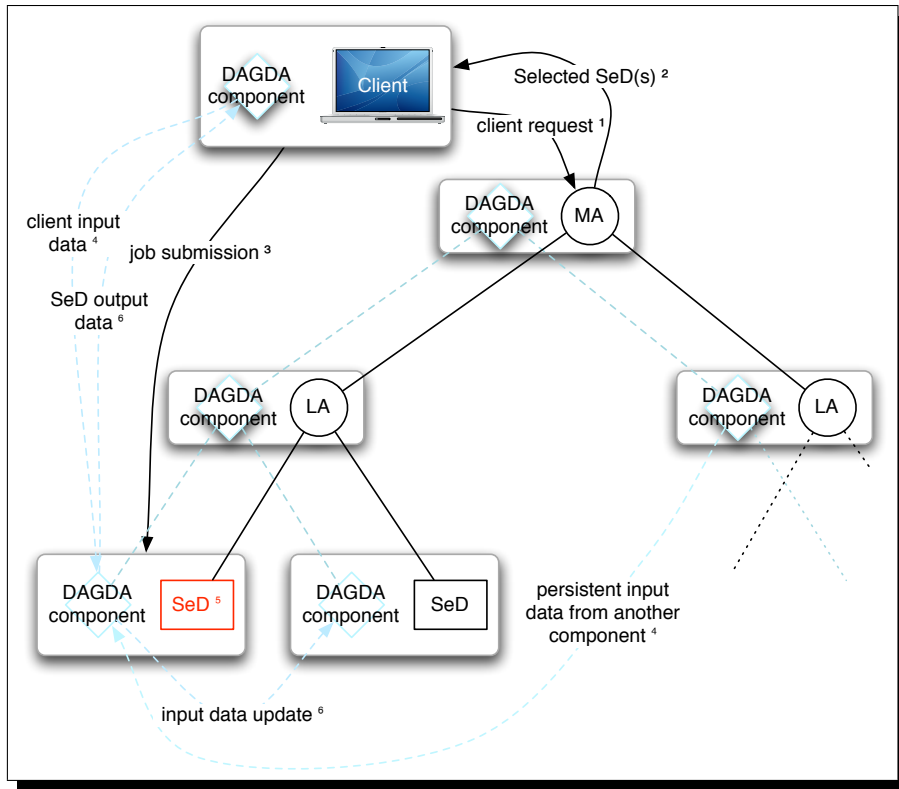 DAGDA
component
Client
Selected SeD(s) ²
client request ¹
DAGDA
component
MA
client input
data ⁴
job submission ³
SeD output
data ⁶
DAGDA
component
LA
DAGDA
component
LA
DAGDA
component
SeD ⁵
DAGDA
component
SeD
persistent input
data from another
component ⁴
input data update ⁶